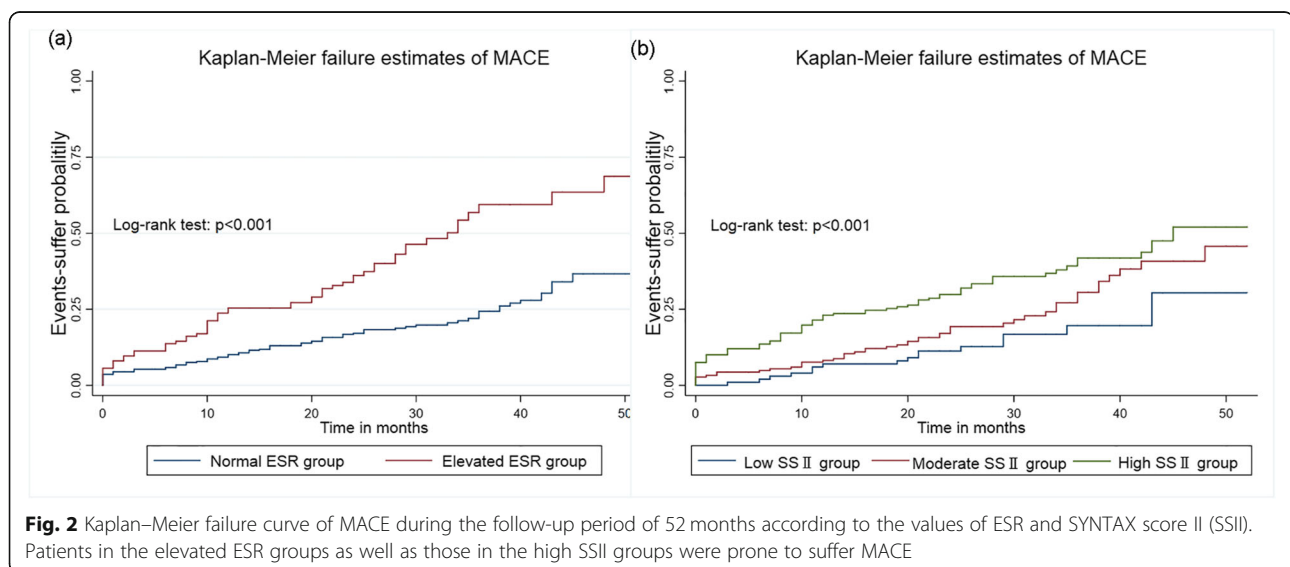 (a)
Kaplan-Meier failure estimates of MACE
1.00
0.75
0.50
0.25
0.00
Events-suffer probalitily
Log-rank test: p<0.001
0 10 20 30 40 50
Time in months
Normal ESR group Elevated ESR group
(b)
Kaplan-Meier failure estimates of MACE
1.00
0.75
0.50
0.25
0.00
Events-suffer probalitily
Log-rank test: p<0.001
0 10 20 30 40 50
Time in months
Low SS Ⅱ group Moderate SS Ⅱ group High SS Ⅱ group
Fig. 2 Kaplan–Meier failure curve of MACE during the follow-up period of 52 months according to the values of ESR and SYNTAX score II (SSII).
Patients in the elevated ESR groups as well as those in the high SSII groups were prone to suffer MACE